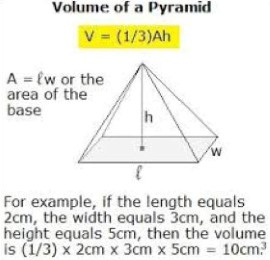 Volume of a Pyramid
V = (1/3)Ah
A = ℓw or the
area of the
base
h
w
ℓ
For example, if the length equals
2cm, the width equals 3cm, and the
height equals 5cm, then the volume
is (1/3) x 2cm x 3cm x 5cm = 10cm³